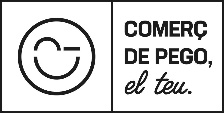 COMERÇ
DE PEGO,
el teu.